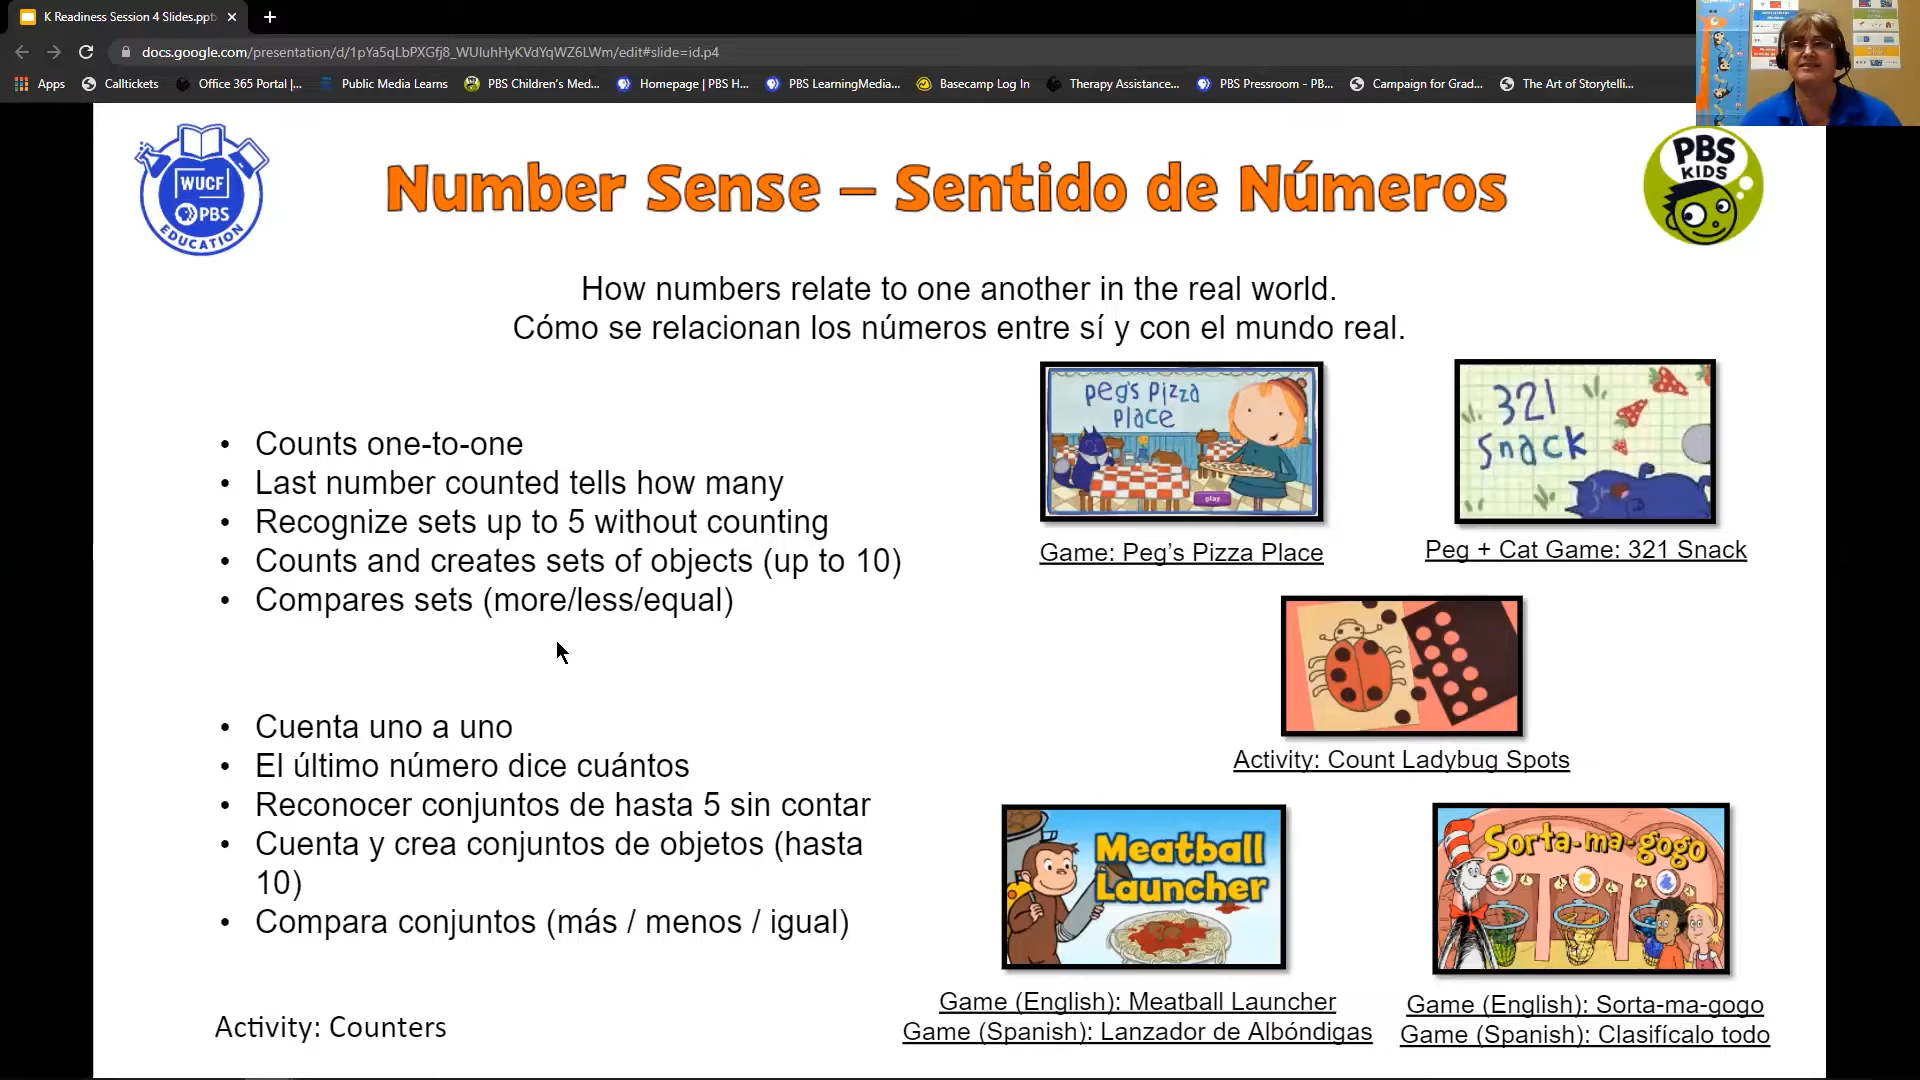 K Readiness Session 4 Slides.pptx
docs.google.com/presentation/d/1pYa5qLbPXGfj8_WUluhHyKVdYqWZ6LWm/edit#slide=id.p4
Apps
Calltickets
Office 365 Portal |...
Public Media Learns
PBS Children's Med...
Homepage | PBS H...
PBS LearningMedia...
Basecamp Log In
Therapy Assistance...
PBS Pressroom - PB...
Campaign for Grad...
The Art of Storytelli...
WUCF
PBS
EDUCATION
Number Sense – Sentido de Números
PBS
KIDS
How numbers relate to one another in the real world.
Cómo se relacionan los números entre sí y con el mundo real.
• Counts one-to-one
• Last number counted tells how many
• Recognize sets up to 5 without counting
• Counts and creates sets of objects (up to 10)
• Compares sets (more/less/equal)
• Cuenta uno a uno
• El último número dice cuántos
• Reconocer conjuntos de hasta 5 sin contar
• Cuenta y crea conjuntos de objetos (hasta
10)
• Compara conjuntos (más / menos / igual)
Activity: Counters
peg's pizza
place
play
Game: Peg's Pizza Place
321
snack
Peg + Cat Game: 321 Snack
Activity: Count Ladybug Spots
Meatball
Launcher
Game (English): Meatball Launcher
Game (Spanish): Lanzador de Albóndigas
Sorta-ma-gogo
Game (English): Sorta-ma-gogo
Game (Spanish): Clasifícalo todo